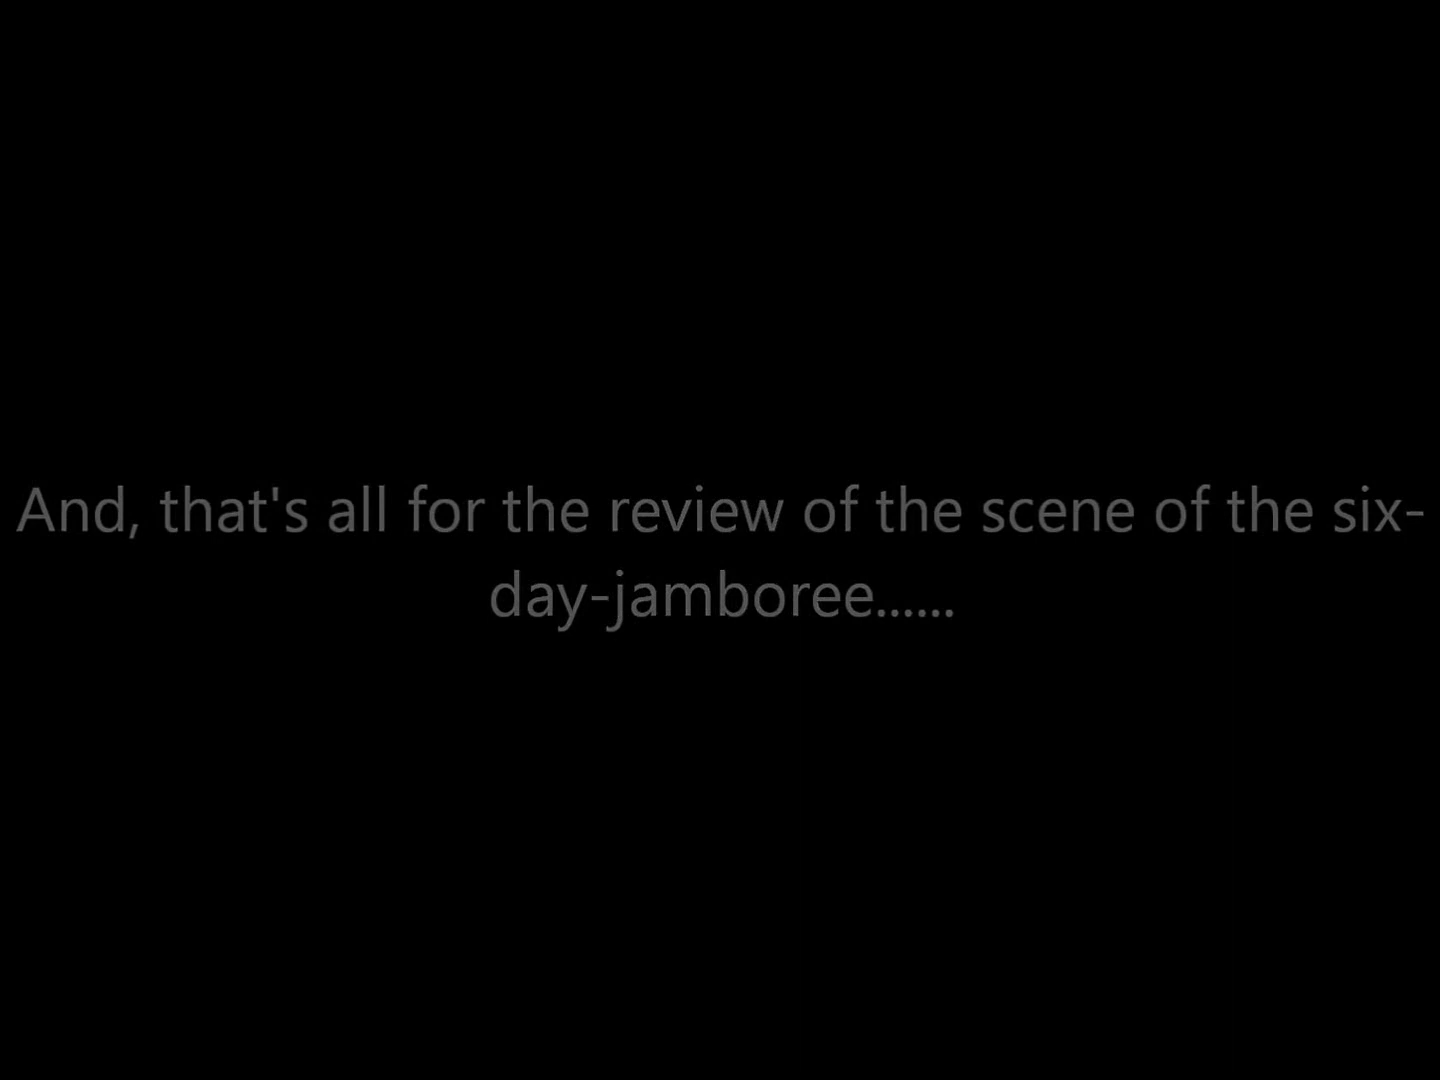 And, that's all for the review of the scene of the six-
day-jamboree......